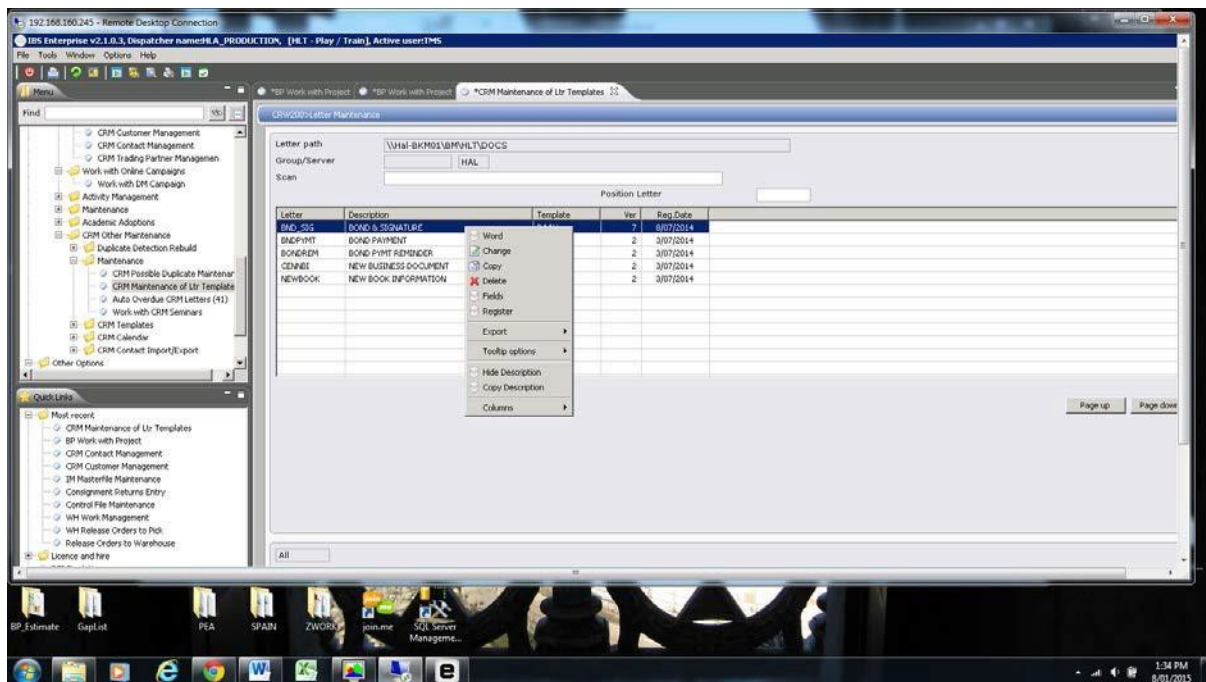 192.168.160.245 - Remote Desktop Connection
IBS Enterprise v2.1.0.3, Dispatcher name:HLA_PRODUCTION, [HLT - Play / Train], Active user:TMS
File Tools Window Options Help
Menu
*BP Work with Project
*BP Work with Project
*CRM Maintenance of Ltr Templates
Find
CRM Customer Management
CRM Contact Management
CRM Trading Partner Managemen
Work with Online Campaigns
Work with DM Campaign
Activity Management
Maintenance
Academic Adoptions
CRM Other Maintenance
Duplicate Detection Rebuild
Maintenance
CRM Possible Duplicate Maintenar
CRM Maintenance of Ltr Template
Auto Overdue CRM Letters (41)
Work with CRM Seminars
CRM Templates
CRM Calendar
CRM Contact Import/Export
Other Options
Quick Links
Most recent
CRM Maintenance of Ltr Templates
BP Work with Project
CRM Contact Management
CRM Customer Management
IM Masterfile Maintenance
Consignment Returns Entry
Control File Maintenance
WH Work Management
WH Release Orders to Pick
Release Orders to Warehouse
Licence and hire
CRW200>Letter Maintenance
Letter path \\Hal-BKM01\BM\HLT\DOCS
Group/Server HAL
Scan
Position Letter
Letter Description Template Ver Reg.Date
BND_SIG BOND & SIGNATURE 7 8/07/2014
BNDPYMT BOND PAYMENT 2 3/07/2014
BONDREM BOND PYMT REMINDER 2 3/07/2014
CENNBI NEW BUSINESS DOCUMENT 2 3/07/2014
NEWBOOK NEW BOOK INFORMATION 2 3/07/2014
Word
Change
Copy
Delete
Fields
Register
Export
Tooltip options
Hide Description
Copy Description
Columns
Page up Page dow
All
BP_Estimate GapList PEA SPAIN ZWORK join.me SQL Server Manageme...
1:34 PM
8/01/2015